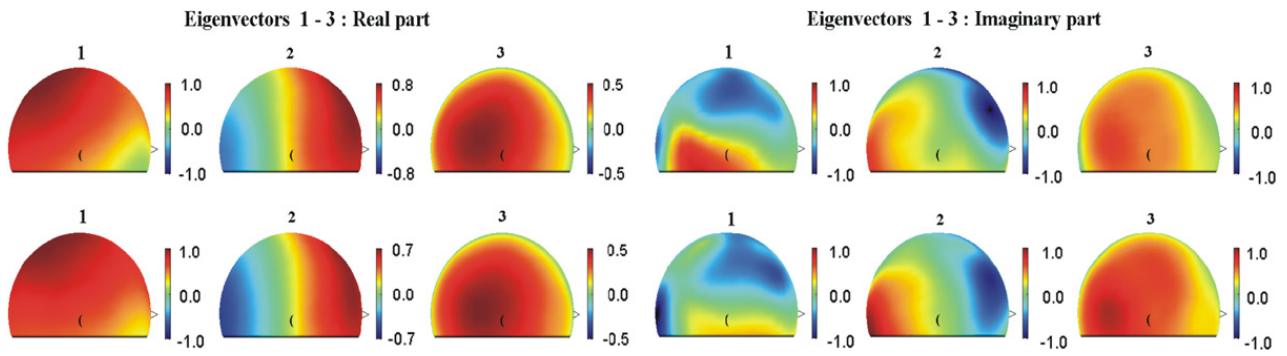 Eigenvectors 1 - 3 : Real part
Eigenvectors 1 - 3 : Imaginary part
1 2 3 1 2 3
1.0 0.8 0.5 1.0 1.0 1.0
0.0 0.0 0.0 0.0 0.0 0.0
-1.0 -0.8 -0.5 -1.0 -1.0 -1.0
1 2 3 1 2 3
1.0 0.7 0.5 1.0 1.0 1.0
0.0 0.0 0.0 0.0 0.0 0.0
-1.0 -0.7 -0.5 -1.0 -1.0 -1.0